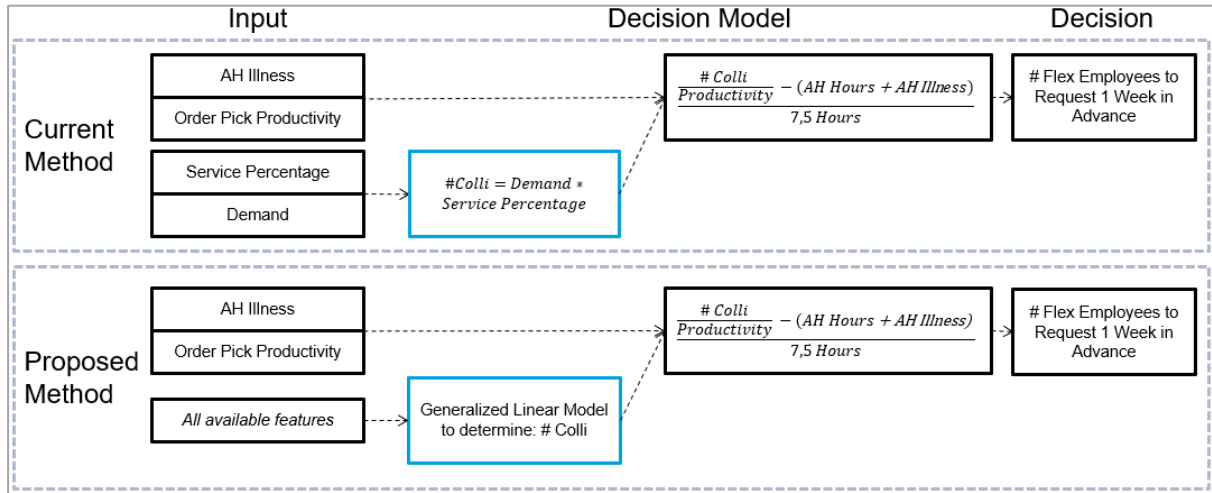 Input
Decision Model
Decision
Current
Method
AH Illness
Order Pick Productivity
Service Percentage
Demand
#Colli = Demand ∗
Service Percentage
# Colli
Productivity
− (AH Hours + AH Illness)
7,5 Hours
# Flex Employees to
Request 1 Week in
Advance
Proposed
Method
AH Illness
Order Pick Productivity
All available features
Generalized Linear Model
to determine: # Colli
# Colli
Productivity
− (AH Hours + AH Illness)
7,5 Hours
# Flex Employees to
Request 1 Week in
Advance